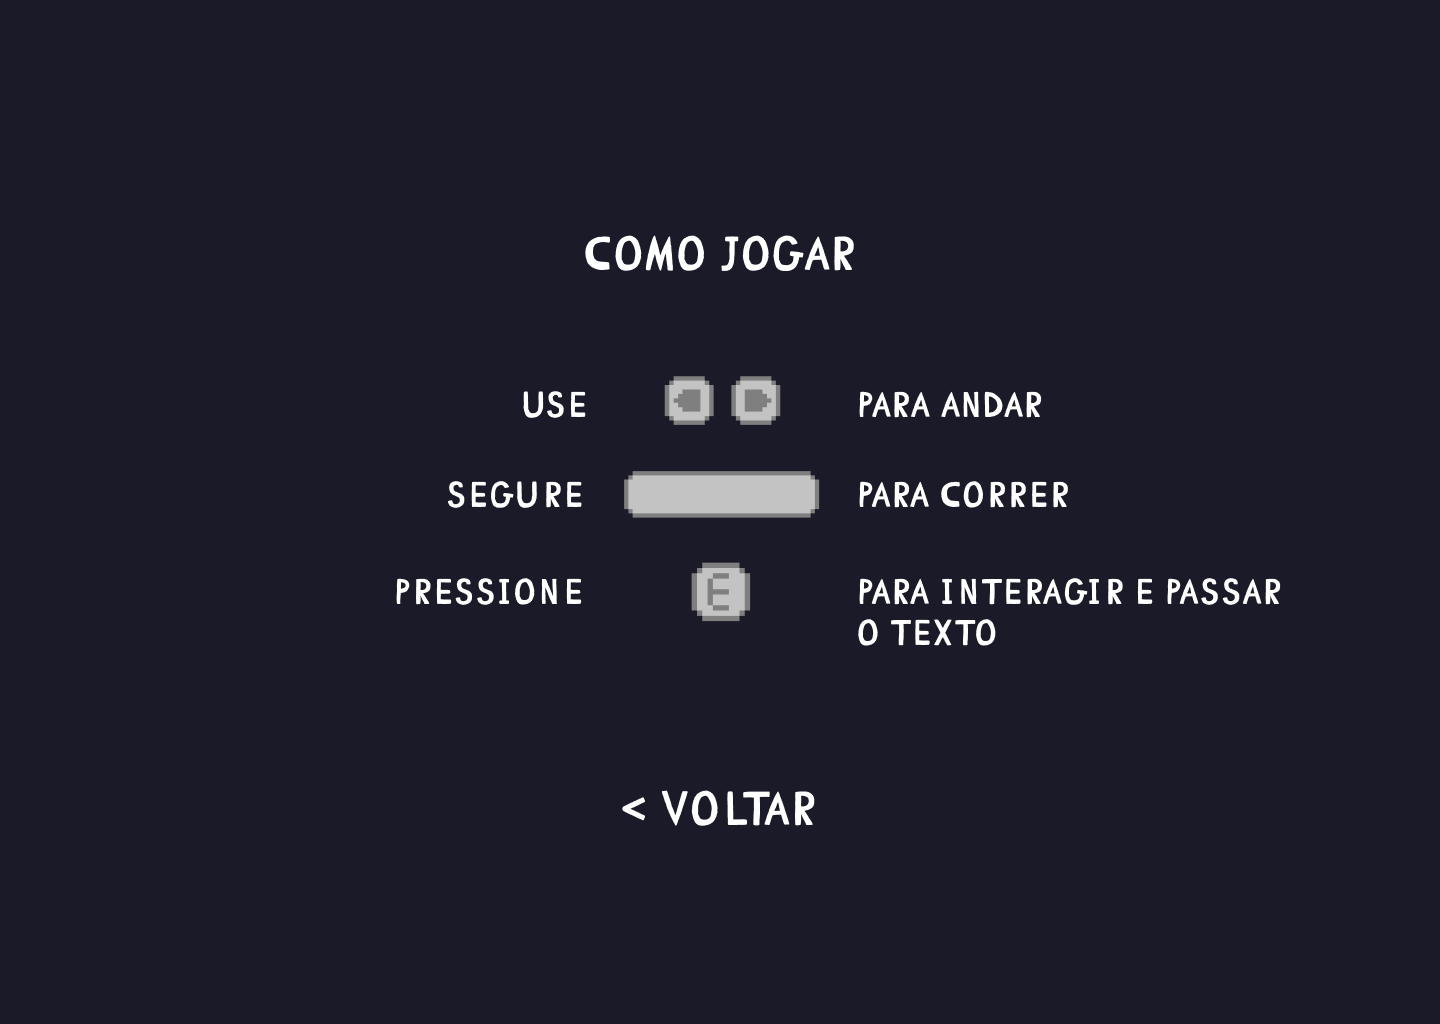 COMO JOGAR
USE PARA ANDAR
SEGURE PARA CORRER
PRESSIONE E PARA INTERAGIR E PASSAR
O TEXTO
< VOLTAR